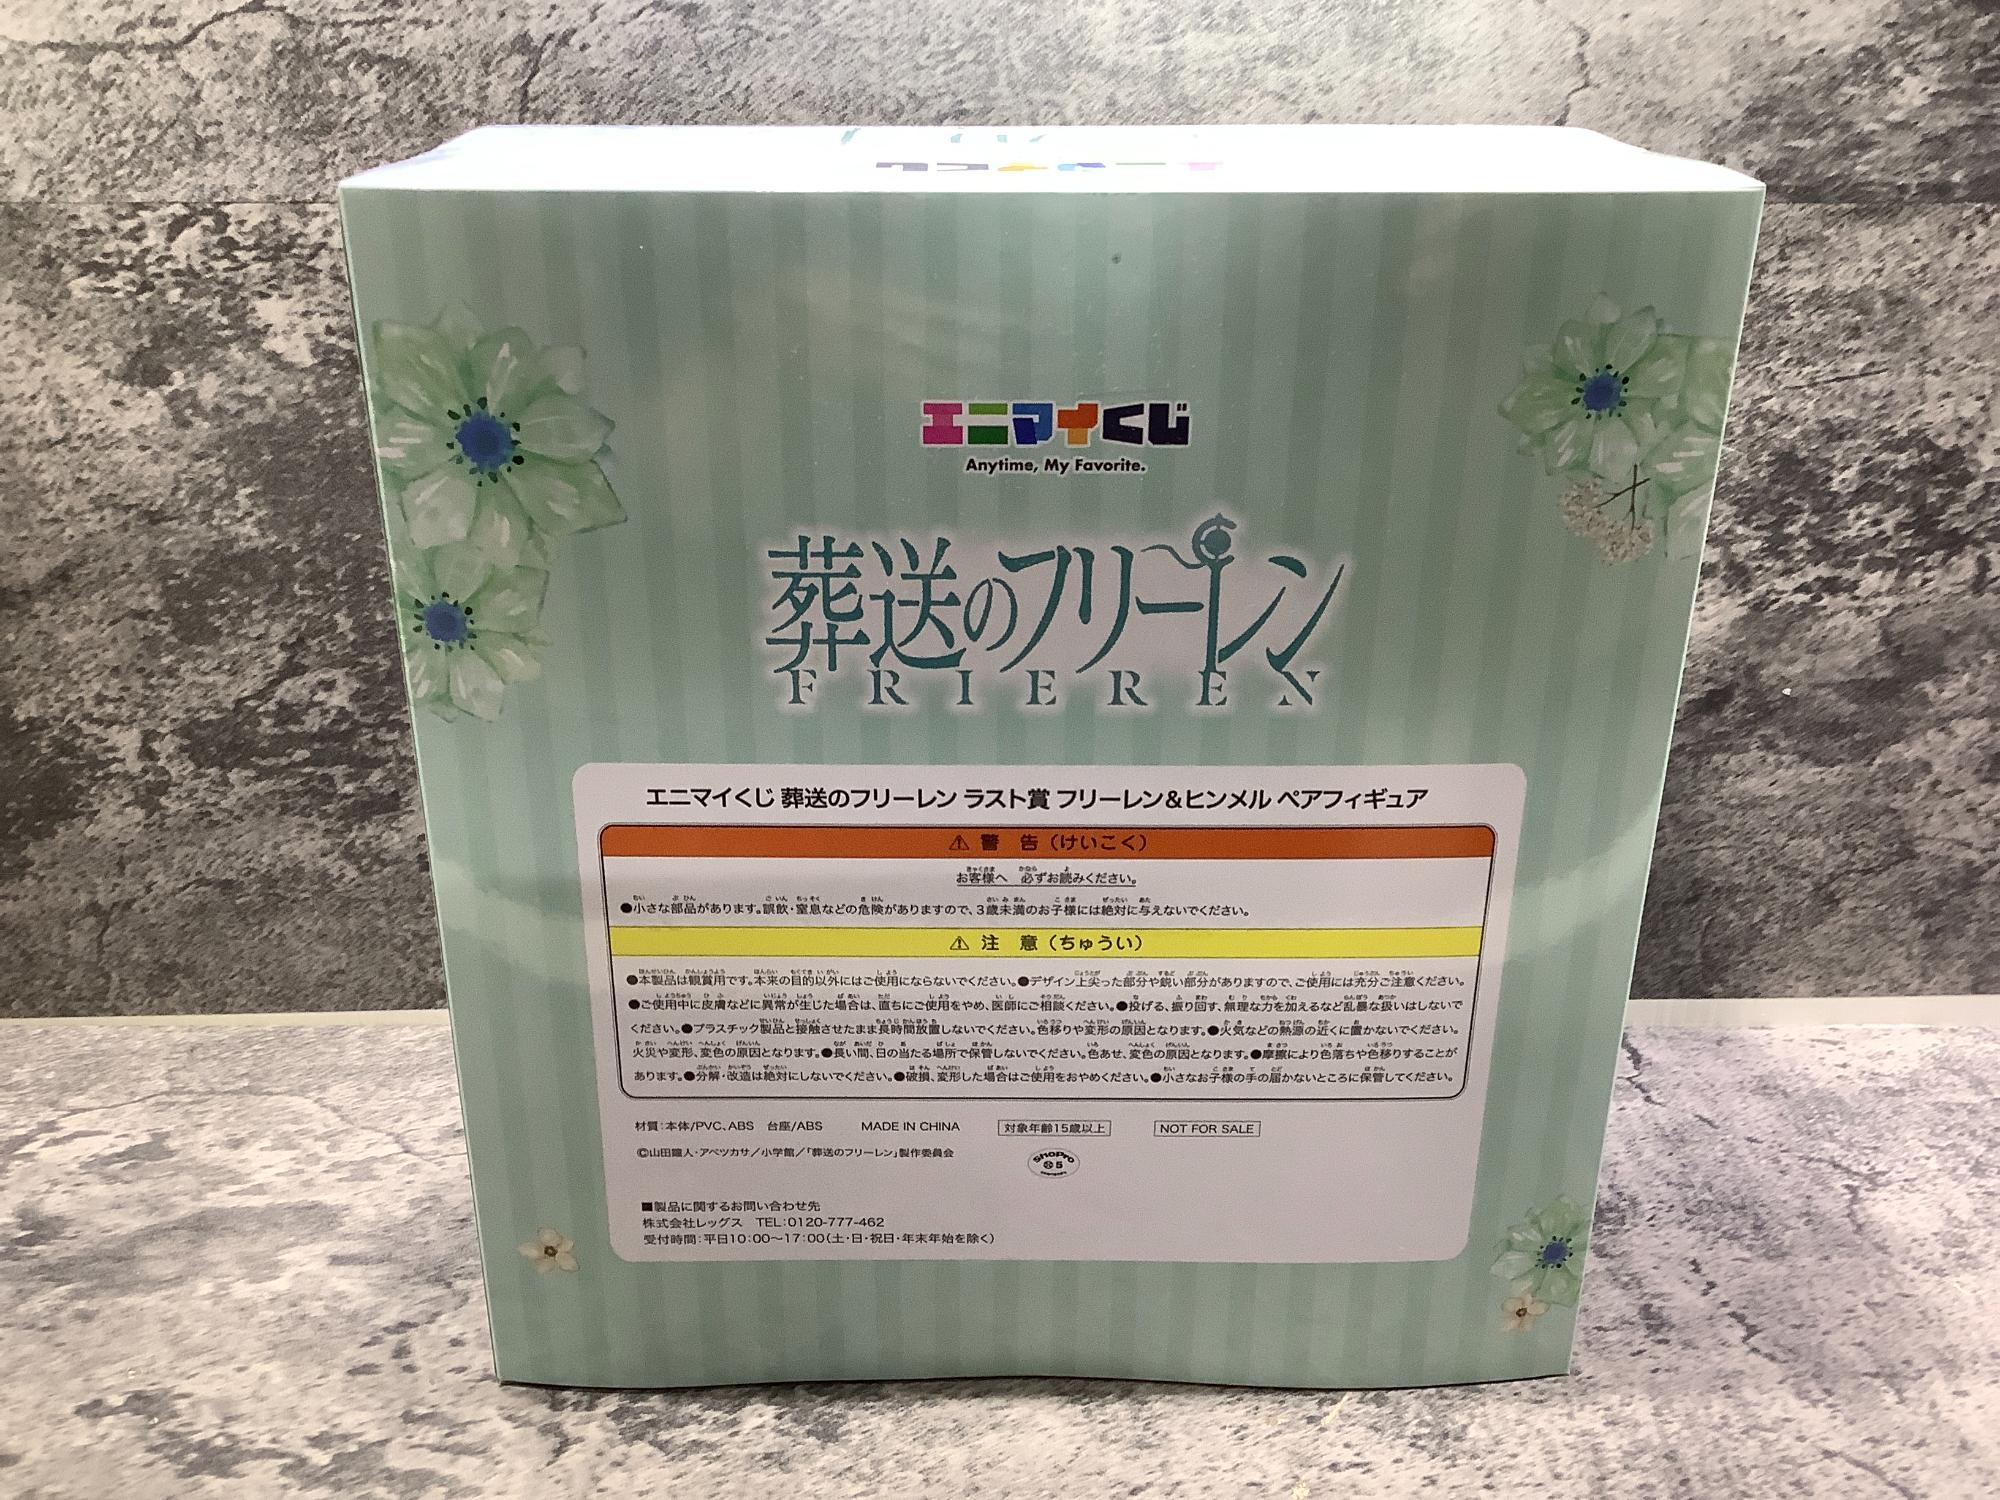 エニマイくじ
Anytime, My Favorite.
葬送のフリーレン
FRIEREN
エニマイくじ 葬送のフリーレン ラスト賞 フリーレン&ヒンメル ペアフィギュア
⚠ 警 告（けいこく）
お客様へ 必ずお読みください。
●小さな部品があります。誤飲・窒息などの危険がありますので、3歳未満のお子様には絶対に与えないでください。
⚠ 注 意（ちゅうい）
●本製品は観賞用です。本来の目的以外にはご使用にならないでください。●デザイン上尖った部分や鋭い部分がありますので、ご使用には充分ご注意ください。
●ご使用中に皮膚などに異常が生じた場合は、直ちにご使用をやめ、医師にご相談ください。●投げる、振り回す、無理な力を加えるなど乱暴な扱いはしないで
ください。●プラスチック製品と接触させたまま長時間放置しないでください。色移りや変形の原因となります。●火気などの熱源の近くに置かないでください。
火災や変形、変色の原因となります。●長い間、日の当たる場所で保管しないでください。色あせ、変色の原因となります。●摩擦により色落ちや色移りすることが
あります。●分解・改造は絶対にしないでください。●破損、変形した場合はご使用をおやめください。●小さなお子様の手の届かないところに保管してください。
材質：本体/PVC、ABS 台座/ABS MADE IN CHINA 対象年齢15歳以上 NOT FOR SALE
©山田鐘人・アベツカサ／小学館／「葬送のフリーレン」製作委員会
ShoPro
5
■製品に関するお問い合わせ先
株式会社レッグス TEL：0120-777-462
受付時間：平日10：00～17：00（土・日・祝日・年末年始を除く）